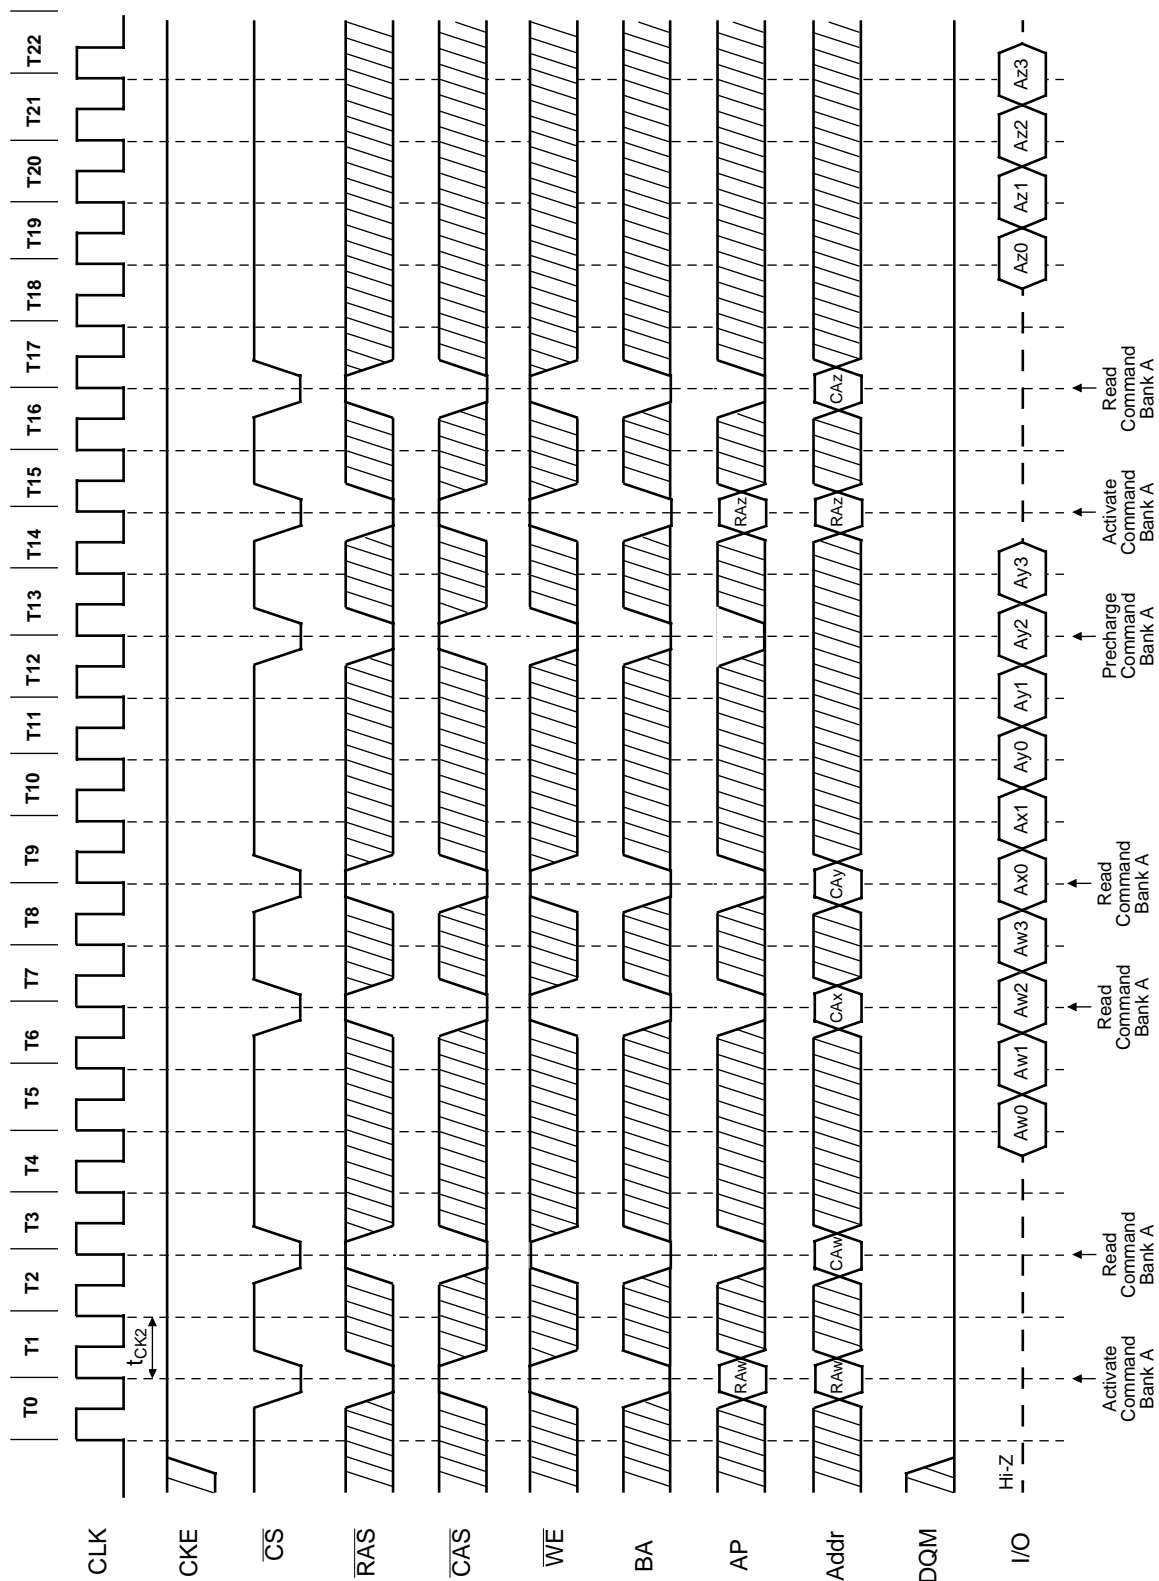 T0 T1 T2 T3 T4 T5 T6 T7 T8 T9 T10 T11 T12 T13 T14 T15 T16 T17 T18 T19 T20 T21 T22
CLK
tCK2
CKE
CS
RAS
CAS
WE
BA
AP
RAw RAz
Addr
RAw CAw CAx CAy RAz CAz
DQM
I/O
Hi-Z
Aw0 Aw1 Aw2 Aw3 Ax0 Ax1 Ay0 Ay1 Ay2 Ay3 Az0 Az1 Az2 Az3
Activate
Command
Bank A
Read
Command
Bank A
Read
Command
Bank A
Read
Command
Bank A
Precharge
Command
Bank A
Activate
Command
Bank A
Read
Command
Bank A